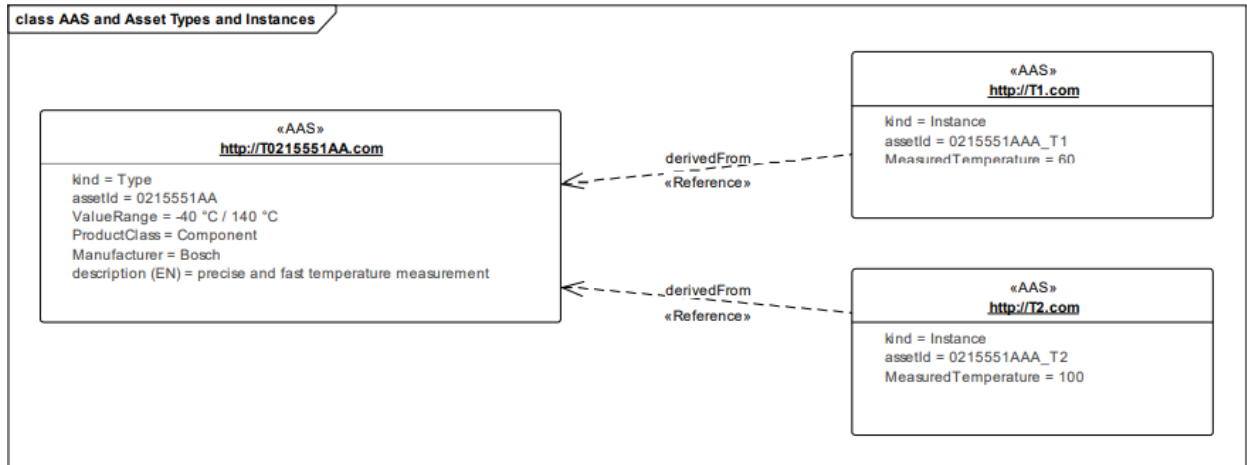 class AAS and Asset Types and Instances
«AAS»
http://T0215551AA.com
kind = Type
assetId = 0215551AA
ValueRange = -40 °C / 140 °C
ProductClass = Component
Manufacturer = Bosch
description (EN) = precise and fast temperature measurement
derivedFrom
«Reference»
«AAS»
http://T1.com
kind = Instance
assetId = 0215551AAA_T1
MeasuredTemperature = 60
derivedFrom
«Reference»
«AAS»
http://T2.com
kind = Instance
assetId = 0215551AAA_T2
MeasuredTemperature = 100